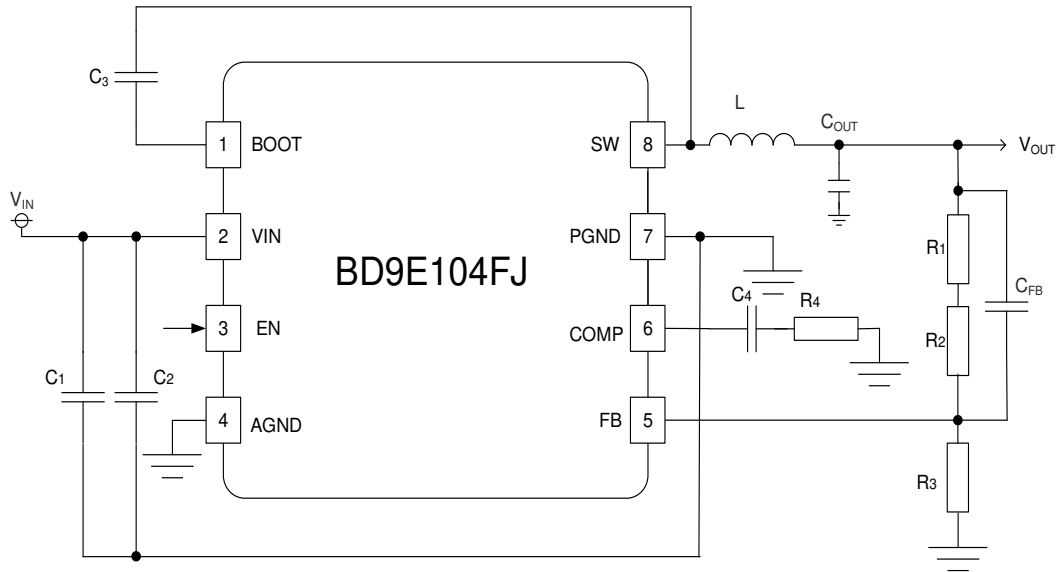 C3
L
COUT
1
BOOT
SW
8
VOUT
VIN
2
VIN
PGND
7
R1
BD9E104FJ
CFB
C4
R4
3
EN
COMP
6
R2
C1
C2
4
AGND
FB
5
R3